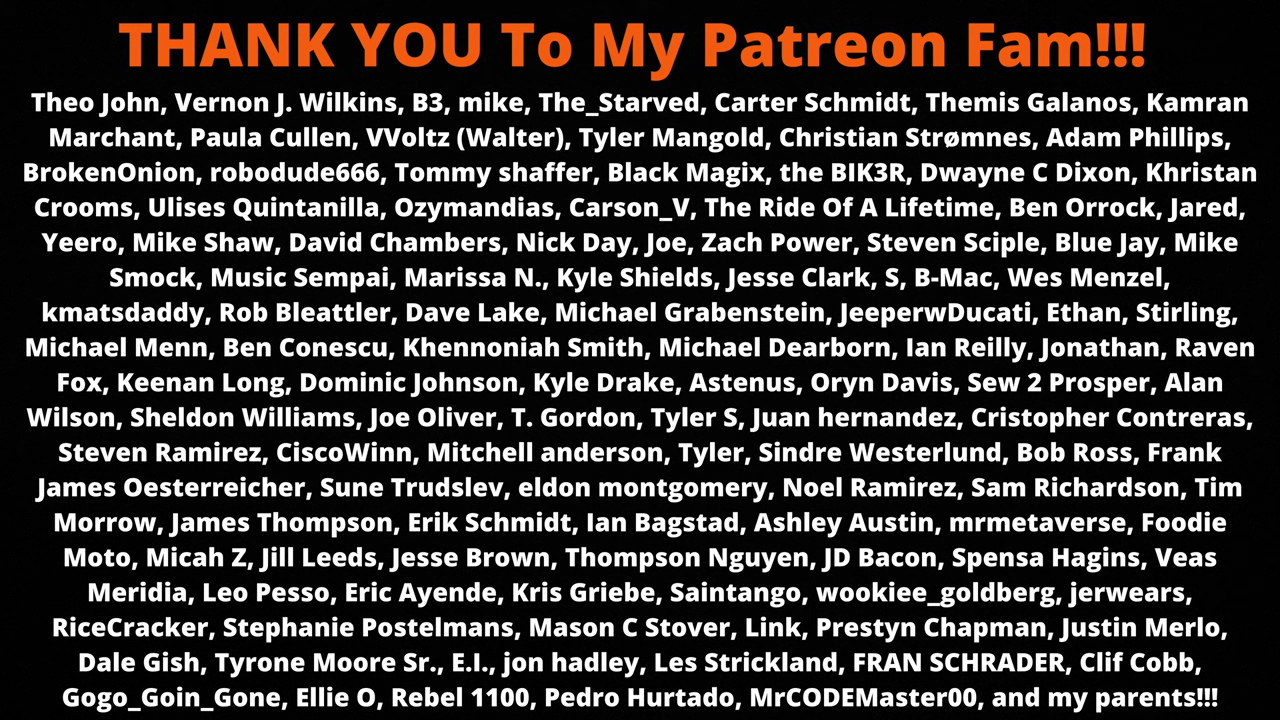 THANK YOU To My Patreon Fam!!!
Theo John, Vernon J. Wilkins, B3, mike, The_Starved, Carter Schmidt, Themis Galanos, Kamran
Marchant, Paula Cullen, VVoltz (Walter), Tyler Mangold, Christian Strømnes, Adam Phillips,
BrokenOnion, robodude666, Tommy shaffer, Black Magix, the BIK3R, Dwayne C Dixon, Khristan
Crooms, Ulises Quintanilla, Ozymandias, Carson_V, The Ride Of A Lifetime, Ben Orrock, Jared,
Yeero, Mike Shaw, David Chambers, Nick Day, Joe, Zach Power, Steven Sciple, Blue Jay, Mike
Smock, Music Sempai, Marissa N., Kyle Shields, Jesse Clark, S, B-Mac, Wes Menzel,
kmatsdaddy, Rob Bleattler, Dave Lake, Michael Grabenstein, JeeperwDucati, Ethan, Stirling,
Michael Menn, Ben Conescu, Khennoniah Smith, Michael Dearborn, Ian Reilly, Jonathan, Raven
Fox, Keenan Long, Dominic Johnson, Kyle Drake, Astenus, Oryn Davis, Sew 2 Prosper, Alan
Wilson, Sheldon Williams, Joe Oliver, T. Gordon, Tyler S, Juan hernandez, Cristopher Contreras,
Steven Ramirez, CiscoWinn, Mitchell anderson, Tyler, Sindre Westerlund, Bob Ross, Frank
James Oesterreicher, Sune Trudslev, eldon montgomery, Noel Ramirez, Sam Richardson, Tim
Morrow, James Thompson, Erik Schmidt, Ian Bagstad, Ashley Austin, mrmetaverse, Foodie
Moto, Micah Z, Jill Leeds, Jesse Brown, Thompson Nguyen, JD Bacon, Spensa Hagins, Veas
Meridia, Leo Pesso, Eric Ayende, Kris Griebe, Saintango, wookiee_goldberg, jerwears,
RiceCracker, Stephanie Postelmans, Mason C Stover, Link, Prestyn Chapman, Justin Merlo,
Dale Gish, Tyrone Moore Sr., E.I., jon hadley, Les Strickland, FRAN SCHRADER, Clif Cobb,
Gogo_Goin_Gone, Ellie O, Rebel 1100, Pedro Hurtado, MrCODEMaster00, and my parents!!!